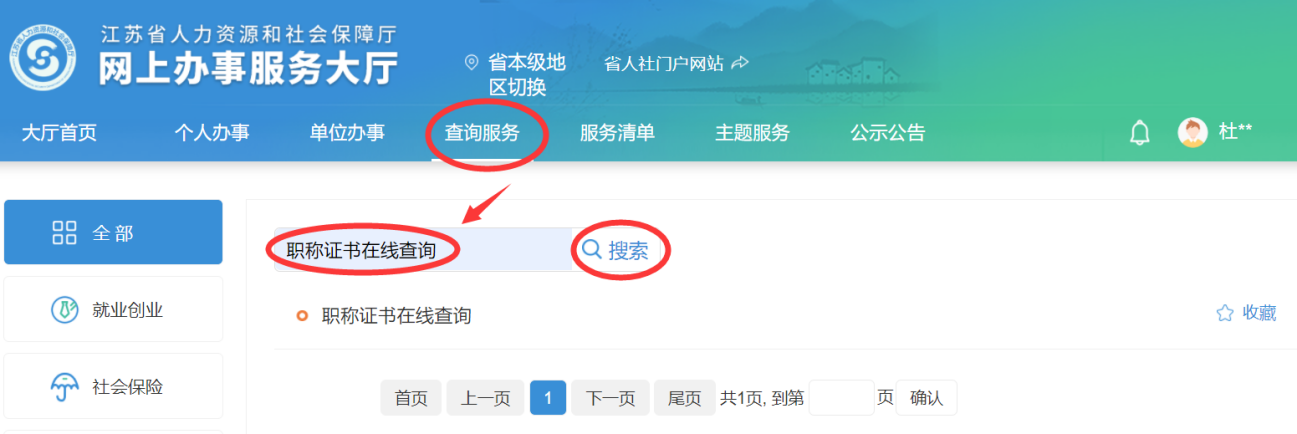 江苏省人力资源和社会保障厅
网上办事服务大厅
省本级地
区切换
省人社门户网站
大厅首页 个人办事 单位办事 查询服务 服务清单 主题服务 公示公告 杜**
全部
就业创业
社会保险
职称证书在线查询 搜索
职称证书在线查询 收藏
首页 上一页 1 下一页 尾页 共1页, 到第 页 确认